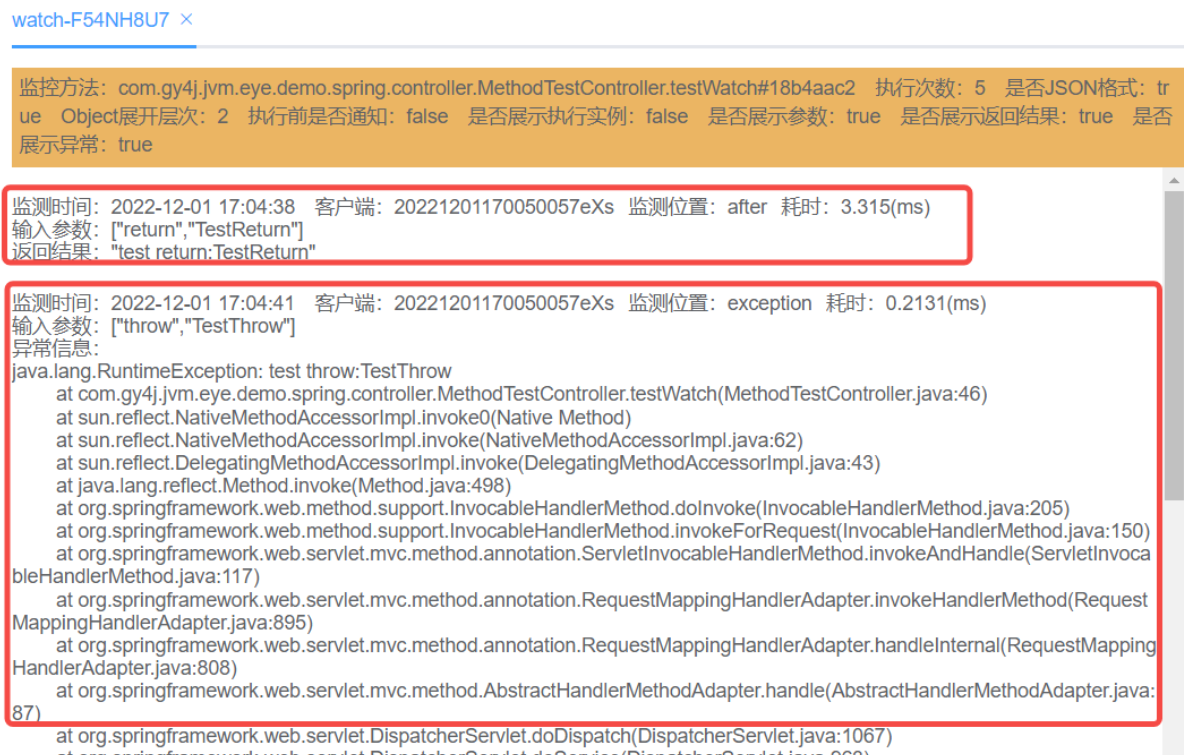 watch-F54NH8U7 ×
监控方法：com.gy4j.jvm.eye.demo.spring.controller.MethodTestController.testWatch#18b4aac2 执行次数：5 是否JSON格式：tr
ue Object展开层次：2 执行前是否通知：false 是否展示执行实例：false 是否展示参数：true 是否展示返回结果：true 是否
展示异常：true
监测时间：2022-12-01 17:04:38 客户端：20221201170050057eXs 监测位置：after 耗时：3.315(ms)
输入参数：["return","TestReturn"]
返回结果："test return:TestReturn"
监测时间：2022-12-01 17:04:41 客户端：20221201170050057eXs 监测位置：exception 耗时：0.2131(ms)
输入参数：["throw","TestThrow"]
异常信息：
java.lang.RuntimeException: test throw:TestThrow
at com.gy4j.jvm.eye.demo.spring.controller.MethodTestController.testWatch(MethodTestController.java:46)
at sun.reflect.NativeMethodAccessorImpl.invoke0(Native Method)
at sun.reflect.NativeMethodAccessorImpl.invoke(NativeMethodAccessorImpl.java:62)
at sun.reflect.DelegatingMethodAccessorImpl.invoke(DelegatingMethodAccessorImpl.java:43)
at java.lang.reflect.Method.invoke(Method.java:498)
at org.springframework.web.method.support.InvocableHandlerMethod.doInvoke(InvocableHandlerMethod.java:205)
at org.springframework.web.method.support.InvocableHandlerMethod.invokeForRequest(InvocableHandlerMethod.java:150)
at org.springframework.web.servlet.mvc.method.annotation.ServletInvocableHandlerMethod.invokeAndHandle(ServletInvoca
bleHandlerMethod.java:117)
at org.springframework.web.servlet.mvc.method.annotation.RequestMappingHandlerAdapter.invokeHandlerMethod(Request
MappingHandlerAdapter.java:895)
at org.springframework.web.servlet.mvc.method.annotation.RequestMappingHandlerAdapter.handleInternal(RequestMapping
HandlerAdapter.java:808)
at org.springframework.web.servlet.mvc.method.AbstractHandlerMethodAdapter.handle(AbstractHandlerMethodAdapter.java:
87)
at org.springframework.web.servlet.DispatcherServlet.doDispatch(DispatcherServlet.java:1067)